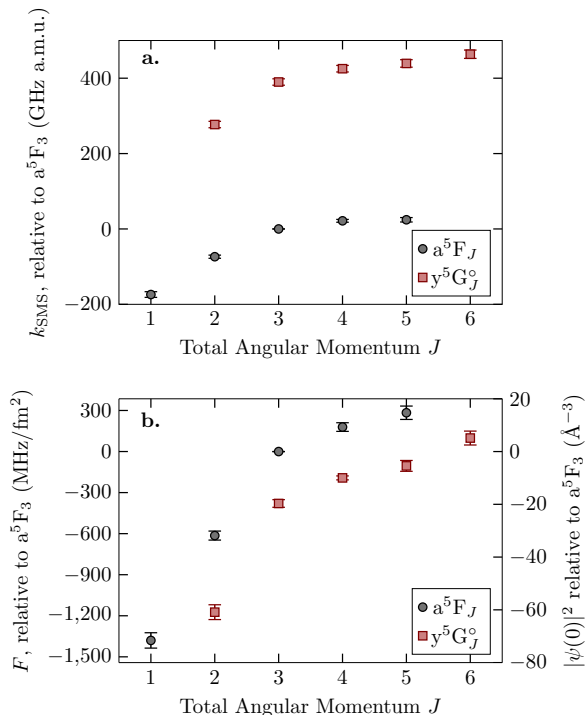 a.
400
200
0
−200
k_SMS, relative to a⁵F₃ (GHz a.m.u.)
a⁵F_J
y⁵G°_J
1 2 3 4 5 6
Total Angular Momentum J
b.
300
0
−300
−600
−900
−1,200
−1,500
F, relative to a⁵F₃ (MHz/fm²)
20
0
−20
−40
−60
−80
|ψ(0)|² relative to a⁵F₃ (Å⁻³)
a⁵F_J
y⁵G°_J
1 2 3 4 5 6
Total Angular Momentum J